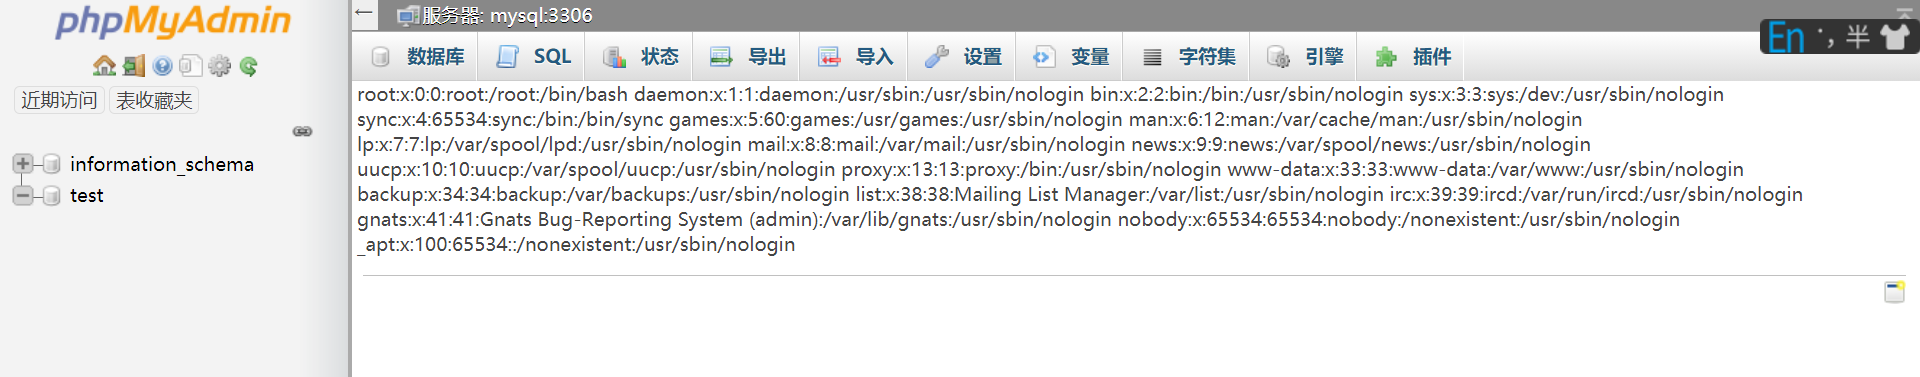 phpMyAdmin
近期访问 表收藏夹
information_schema
test
服务器: mysql:3306
En ·, 半
数据库 SQL 状态 导出 导入 设置 变量 字符集 引擎 插件
root:x:0:0:root:/root:/bin/bash daemon:x:1:1:daemon:/usr/sbin:/usr/sbin/nologin bin:x:2:2:bin:/bin:/usr/sbin/nologin sys:x:3:3:sys:/dev:/usr/sbin/nologin
sync:x:4:65534:sync:/bin:/bin/sync games:x:5:60:games:/usr/games:/usr/sbin/nologin man:x:6:12:man:/var/cache/man:/usr/sbin/nologin
lp:x:7:7:lp:/var/spool/lpd:/usr/sbin/nologin mail:x:8:8:mail:/var/mail:/usr/sbin/nologin news:x:9:9:news:/var/spool/news:/usr/sbin/nologin
uucp:x:10:10:uucp:/var/spool/uucp:/usr/sbin/nologin proxy:x:13:13:proxy:/bin:/usr/sbin/nologin www-data:x:33:33:www-data:/var/www:/usr/sbin/nologin
backup:x:34:34:backup:/var/backups:/usr/sbin/nologin list:x:38:38:Mailing List Manager:/var/list:/usr/sbin/nologin irc:x:39:39:ircd:/var/run/ircd:/usr/sbin/nologin
gnats:x:41:41:Gnats Bug-Reporting System (admin):/var/lib/gnats:/usr/sbin/nologin nobody:x:65534:65534:nobody:/nonexistent:/usr/sbin/nologin
_apt:x:100:65534::/nonexistent:/usr/sbin/nologin